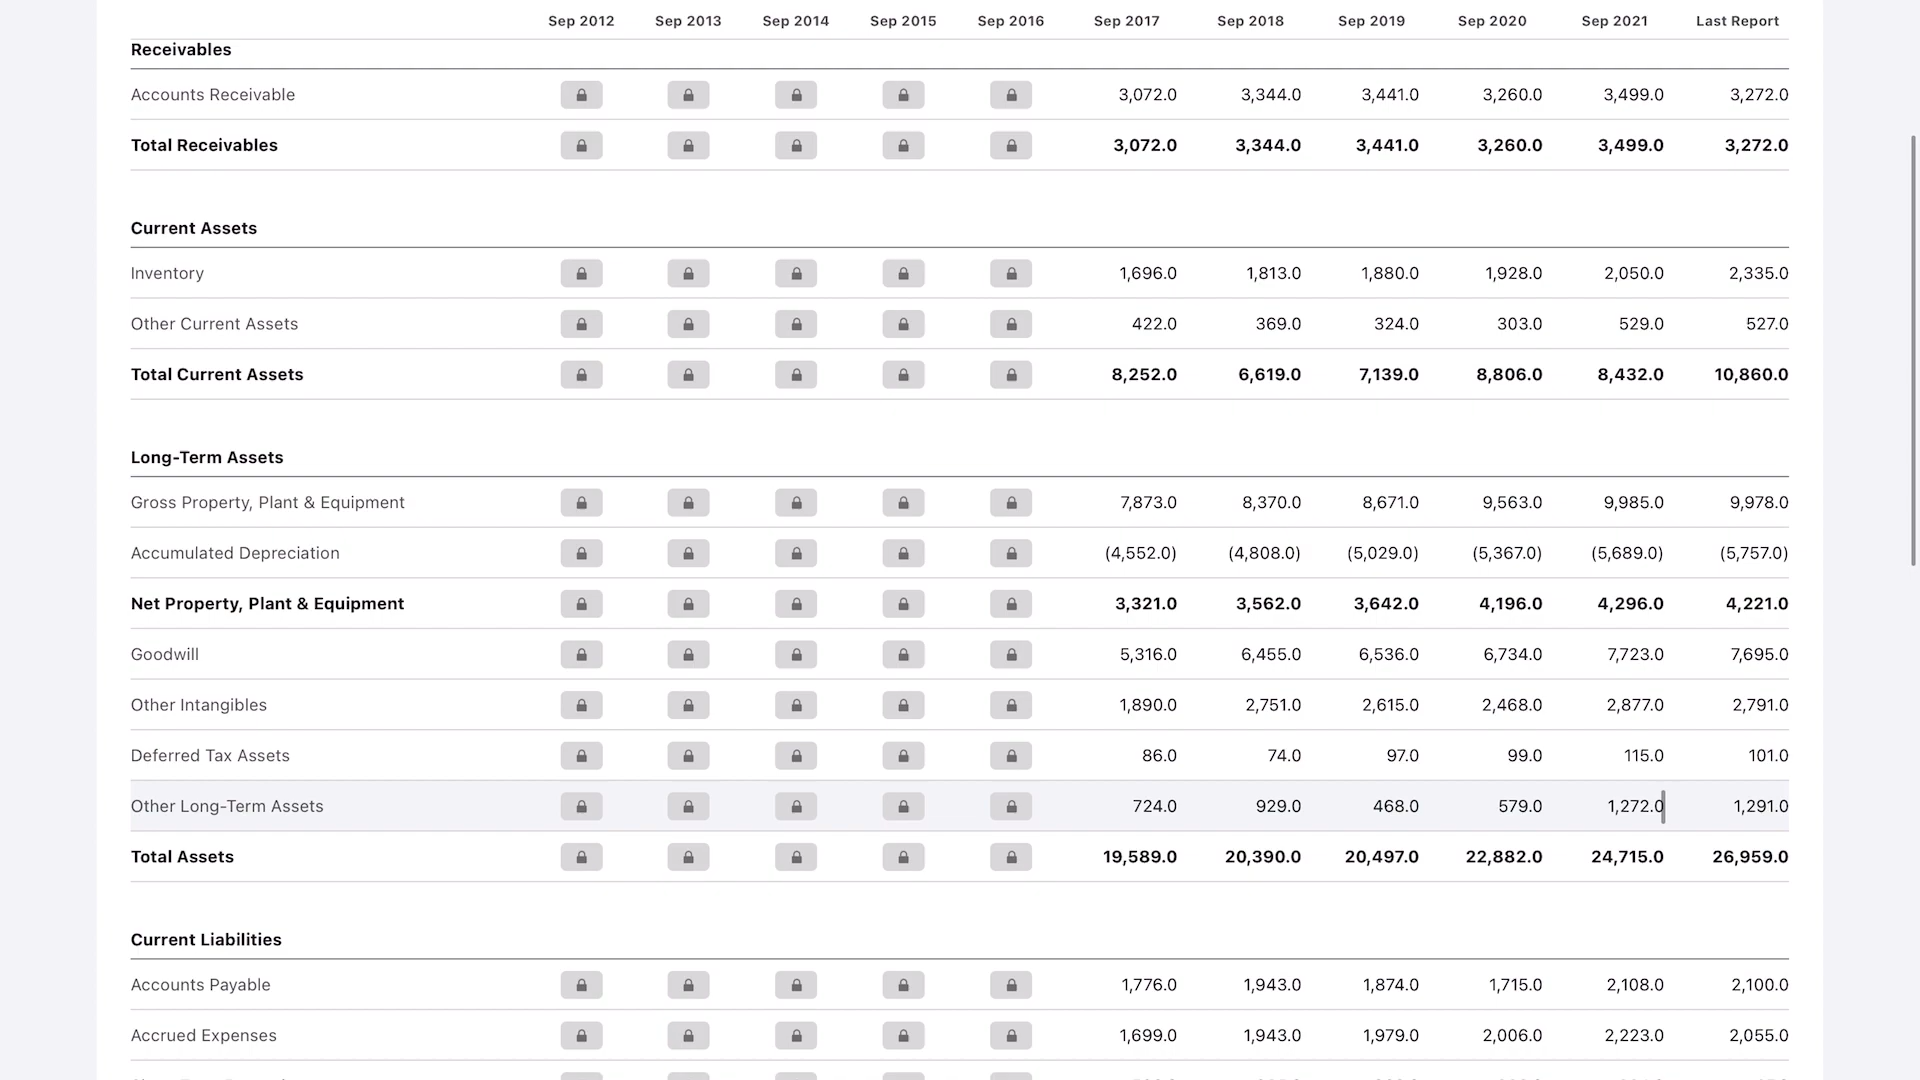 Sep 2012 Sep 2013 Sep 2014 Sep 2015 Sep 2016 Sep 2017 Sep 2018 Sep 2019 Sep 2020 Sep 2021 Last Report
Receivables
Accounts Receivable 3,072.0 3,344.0 3,441.0 3,260.0 3,499.0 3,272.0
Total Receivables 3,072.0 3,344.0 3,441.0 3,260.0 3,499.0 3,272.0
Current Assets
Inventory 1,696.0 1,813.0 1,880.0 1,928.0 2,050.0 2,335.0
Other Current Assets 422.0 369.0 324.0 303.0 529.0 527.0
Total Current Assets 8,252.0 6,619.0 7,139.0 8,806.0 8,432.0 10,860.0
Long-Term Assets
Gross Property, Plant & Equipment 7,873.0 8,370.0 8,671.0 9,563.0 9,985.0 9,978.0
Accumulated Depreciation (4,552.0) (4,808.0) (5,029.0) (5,367.0) (5,689.0) (5,757.0)
Net Property, Plant & Equipment 3,321.0 3,562.0 3,642.0 4,196.0 4,296.0 4,221.0
Goodwill 5,316.0 6,455.0 6,536.0 6,734.0 7,723.0 7,695.0
Other Intangibles 1,890.0 2,751.0 2,615.0 2,468.0 2,877.0 2,791.0
Deferred Tax Assets 86.0 74.0 97.0 99.0 115.0 101.0
Other Long-Term Assets 724.0 929.0 468.0 579.0 1,272.0 1,291.0
Total Assets 19,589.0 20,390.0 20,497.0 22,882.0 24,715.0 26,959.0
Current Liabilities
Accounts Payable 1,776.0 1,943.0 1,874.0 1,715.0 2,108.0 2,100.0
Accrued Expenses 1,699.0 1,943.0 1,979.0 2,006.0 2,223.0 2,055.0